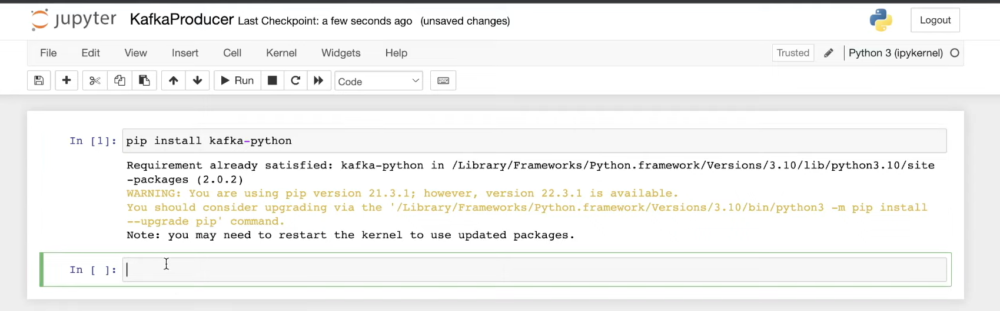 jupyter KafkaProducer Last Checkpoint: a few seconds ago (unsaved changes) Logout
File Edit View Insert Cell Kernel Widgets Help Trusted Python 3 (ipykernel)
Run Code
In [1]: pip install kafka-python
Requirement already satisfied: kafka-python in /Library/Frameworks/Python.framework/Versions/3.10/lib/python3.10/site
-packages (2.0.2)
WARNING: You are using pip version 21.3.1; however, version 22.3.1 is available.
You should consider upgrading via the '/Library/Frameworks/Python.framework/Versions/3.10/bin/python3 -m pip install
--upgrade pip' command.
Note: you may need to restart the kernel to use updated packages.
In [ ]: